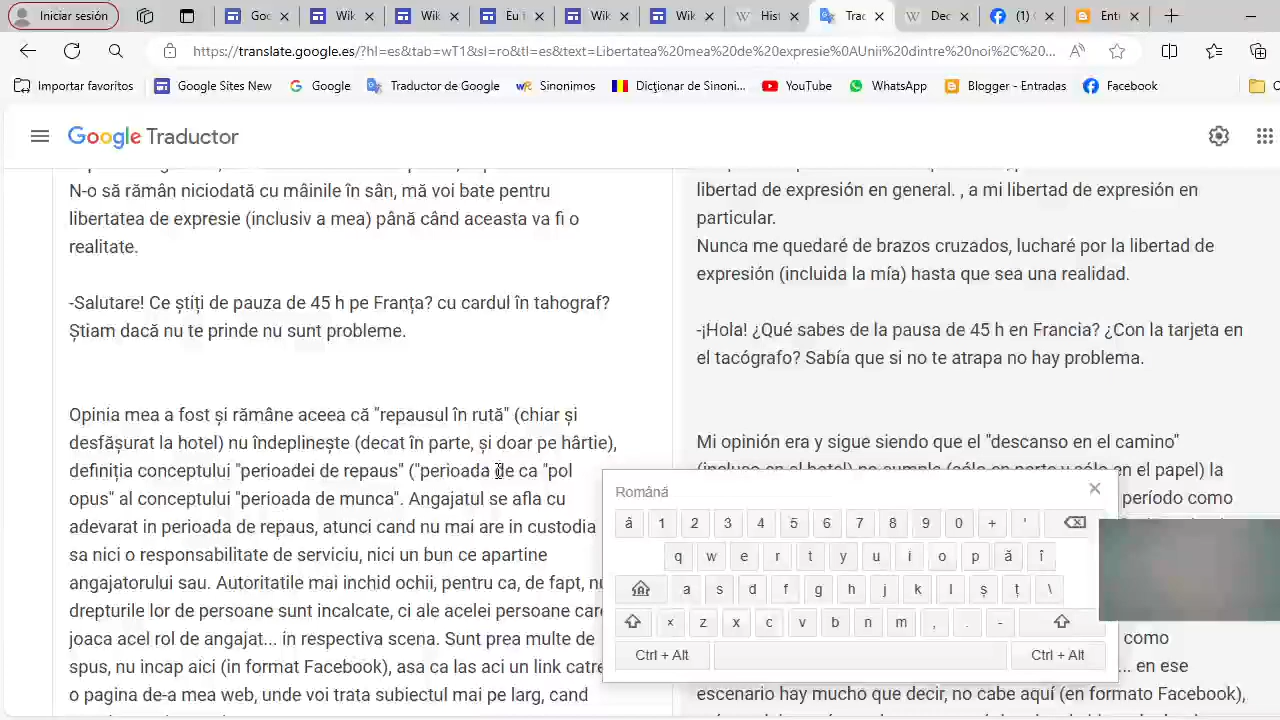 Iniciar sesión
Goc
Wik
Wik
Eu î
Wik
Wik
Hist
Trac
Dec
(1)
Entr
https://translate.google.es/?hl=es&tab=wT1&sl=ro&tl=es&text=Libertatea%20mea%20de%20expresie%0AUnii%20dintre%20noi%2C%20...
Importar favoritos
Google Sites New
Google
Traductor de Google
Sinonimos
Dicționar de Sinoni...
YouTube
WhatsApp
Blogger - Entradas
Facebook
Google Traductor
N-o să rămân niciodată cu mâinile în sân, mă voi bate pentru
libertatea de expresie (inclusiv a mea) până când aceasta va fi o
realitate.
-Salutare! Ce știți de pauza de 45 h pe Franța? cu cardul în tahograf?
Știam dacă nu te prinde nu sunt probleme.
Opinia mea a fost și rămâne aceea că "repausul în rută" (chiar și
desfășurat la hotel) nu îndeplinește (decat în parte, și doar pe hârtie),
definiția conceptului "perioadei de repaus" ("perioada de ca "pol
opus" al conceptului "perioada de munca". Angajatul se afla cu
adevarat in perioada de repaus, atunci cand nu mai are in custodia
sa nici o responsabilitate de serviciu, nici un bun ce apartine
angajatorului sau. Autoritatile mai inchid ochii, pentru ca, de fapt, nu
drepturile lor de persoane sunt incalcate, ci ale acelei persoane care
joaca acel rol de angajat... in respectiva scena. Sunt prea multe de
spus, nu incap aici (in format Facebook), asa ca las aci un link catre
o pagina de-a mea web, unde voi trata subiectul mai pe larg, cand
libertad de expresión en general. , a mi libertad de expresión en
particular.
Nunca me quedaré de brazos cruzados, lucharé por la libertad de
expresión (incluida la mía) hasta que sea una realidad.
-¡Hola! ¿Qué sabes de la pausa de 45 h en Francia? ¿Con la tarjeta en
el tacógrafo? Sabía que si no te atrapa no hay problema.
Mi opinión era y sigue siendo que el "descanso en el camino"
(incluso en el hotel) no cumple (sólo en parte y sólo en el papel) la
período como
como
... en ese
escenario hay mucho que decir, no cabe aquí (en formato Facebook),
Română
â 1 2 3 4 5 6 7 8 9 0 + '
q w e r t y u i o p ă î
a s d f g h j k l ș ț \
× z x c v b n m , . -
Ctrl + Alt
Ctrl + Alt